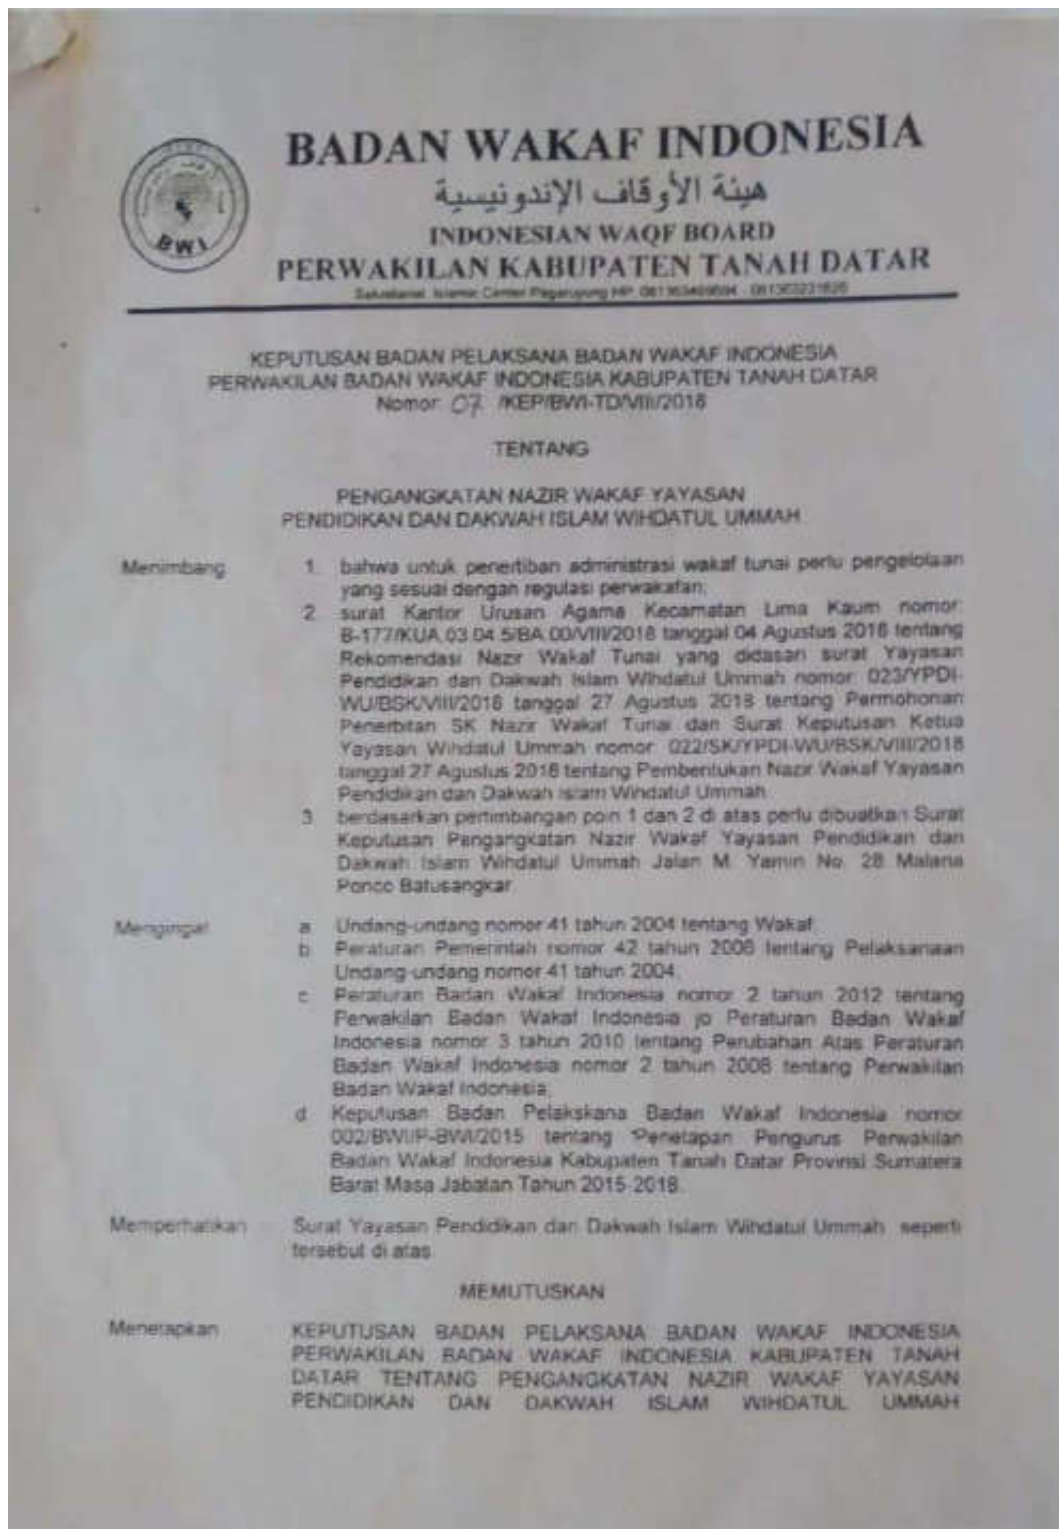 BADAN WAKAF INDONESIA
هيئة الأوقاف الإندونيسية
INDONESIAN WAQF BOARD
PERWAKILAN KABUPATEN TANAH DATAR
Sekretariat Islamic Center Pagaruyung HP.
BWI
KEPUTUSAN BADAN PELAKSANA BADAN WAKAF INDONESIA
PERWAKILAN BADAN WAKAF INDONESIA KABUPATEN TANAH DATAR
Nomor: 07 /KEP/BWI-TD/VIII/2018
TENTANG
PENGANGKATAN NAZIR WAKAF YAYASAN
PENDIDIKAN DAN DAKWAH ISLAM WIHDATUL UMMAH
Menimbang 1. bahwa untuk penertiban administrasi wakaf tunai perlu pengelolaan
yang sesuai dengan regulasi perwakafan;
2. surat Kantor Urusan Agama Kecamatan Lima Kaum nomor:
B-177/KUA.03.04.5/BA.00/VIII/2018 tanggal 04 Agustus 2018 tentang
Rekomendasi Nazir Wakaf Tunai yang didasari surat Yayasan
Pendidikan dan Dakwah Islam Wihdatul Ummah nomor: 023/YPDI-
WU/BSK/VIII/2018 tanggal 27 Agustus 2018 tentang Permohonan
Penerbitan SK Nazir Wakaf Tunai dan Surat Keputusan Ketua
Yayasan Wihdatul Ummah nomor: 022/SK/YPDI-WU/BSK/VIII/2018
tanggal 27 Agustus 2018 tentang Pembentukan Nazir Wakaf Yayasan
Pendidikan dan Dakwah Islam Wihdatul Ummah
3. berdasarkan pertimbangan poin 1 dan 2 di atas perlu dibuatkan Surat
Keputusan Pengangkatan Nazir Wakaf Yayasan Pendidikan dan
Dakwah Islam Wihdatul Ummah Jalan M. Yamin No. 28 Malana
Ponco Batusangkar
Mengingat a. Undang-undang nomor 41 tahun 2004 tentang Wakaf;
b. Peraturan Pemerintah nomor 42 tahun 2006 tentang Pelaksanaan
Undang-undang nomor 41 tahun 2004;
c. Peraturan Badan Wakaf Indonesia nomor 2 tahun 2012 tentang
Perwakilan Badan Wakaf Indonesia jo Peraturan Badan Wakaf
Indonesia nomor 3 tahun 2010 tentang Perubahan Atas Peraturan
Badan Wakaf Indonesia nomor 2 tahun 2008 tentang Perwakilan
Badan Wakaf Indonesia;
d. Keputusan Badan Pelakskana Badan Wakaf Indonesia nomor
002/BWI/P-BWI/2015 tentang Penetapan Pengurus Perwakilan
Badan Wakaf Indonesia Kabupaten Tanah Datar Provinsi Sumatera
Barat Masa Jabatan Tahun 2015-2018.
Memperhatikan Surat Yayasan Pendidikan dan Dakwah Islam Wihdatul Ummah seperti
tersebut di atas
MEMUTUSKAN
Menetapkan KEPUTUSAN BADAN PELAKSANA BADAN WAKAF INDONESIA
PERWAKILAN BADAN WAKAF INDONESIA KABUPATEN TANAH
DATAR TENTANG PENGANGKATAN NAZIR WAKAF YAYASAN
PENDIDIKAN DAN DAKWAH ISLAM WIHDATUL UMMAH